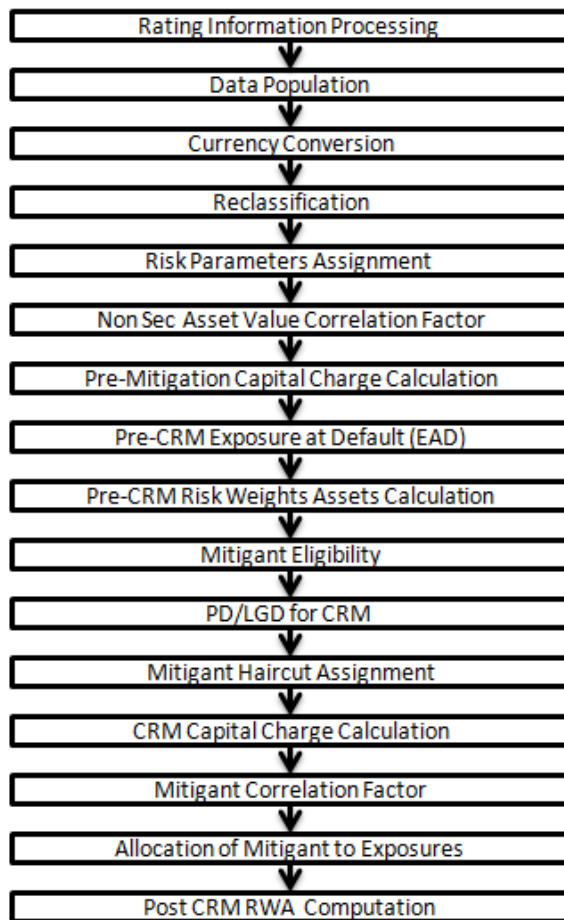 Rating Information Processing
Data Population
Currency Conversion
Reclassification
Risk Parameters Assignment
Non Sec Asset Value Correlation Factor
Pre-Mitigation Capital Charge Calculation
Pre-CRM Exposure at Default (EAD)
Pre-CRM Risk Weights Assets Calculation
Mitigant Eligibility
PD/LGD for CRM
Mitigant Haircut Assignment
CRM Capital Charge Calculation
Mitigant Correlation Factor
Allocation of Mitigant to Exposures
Post CRM RWA Computation